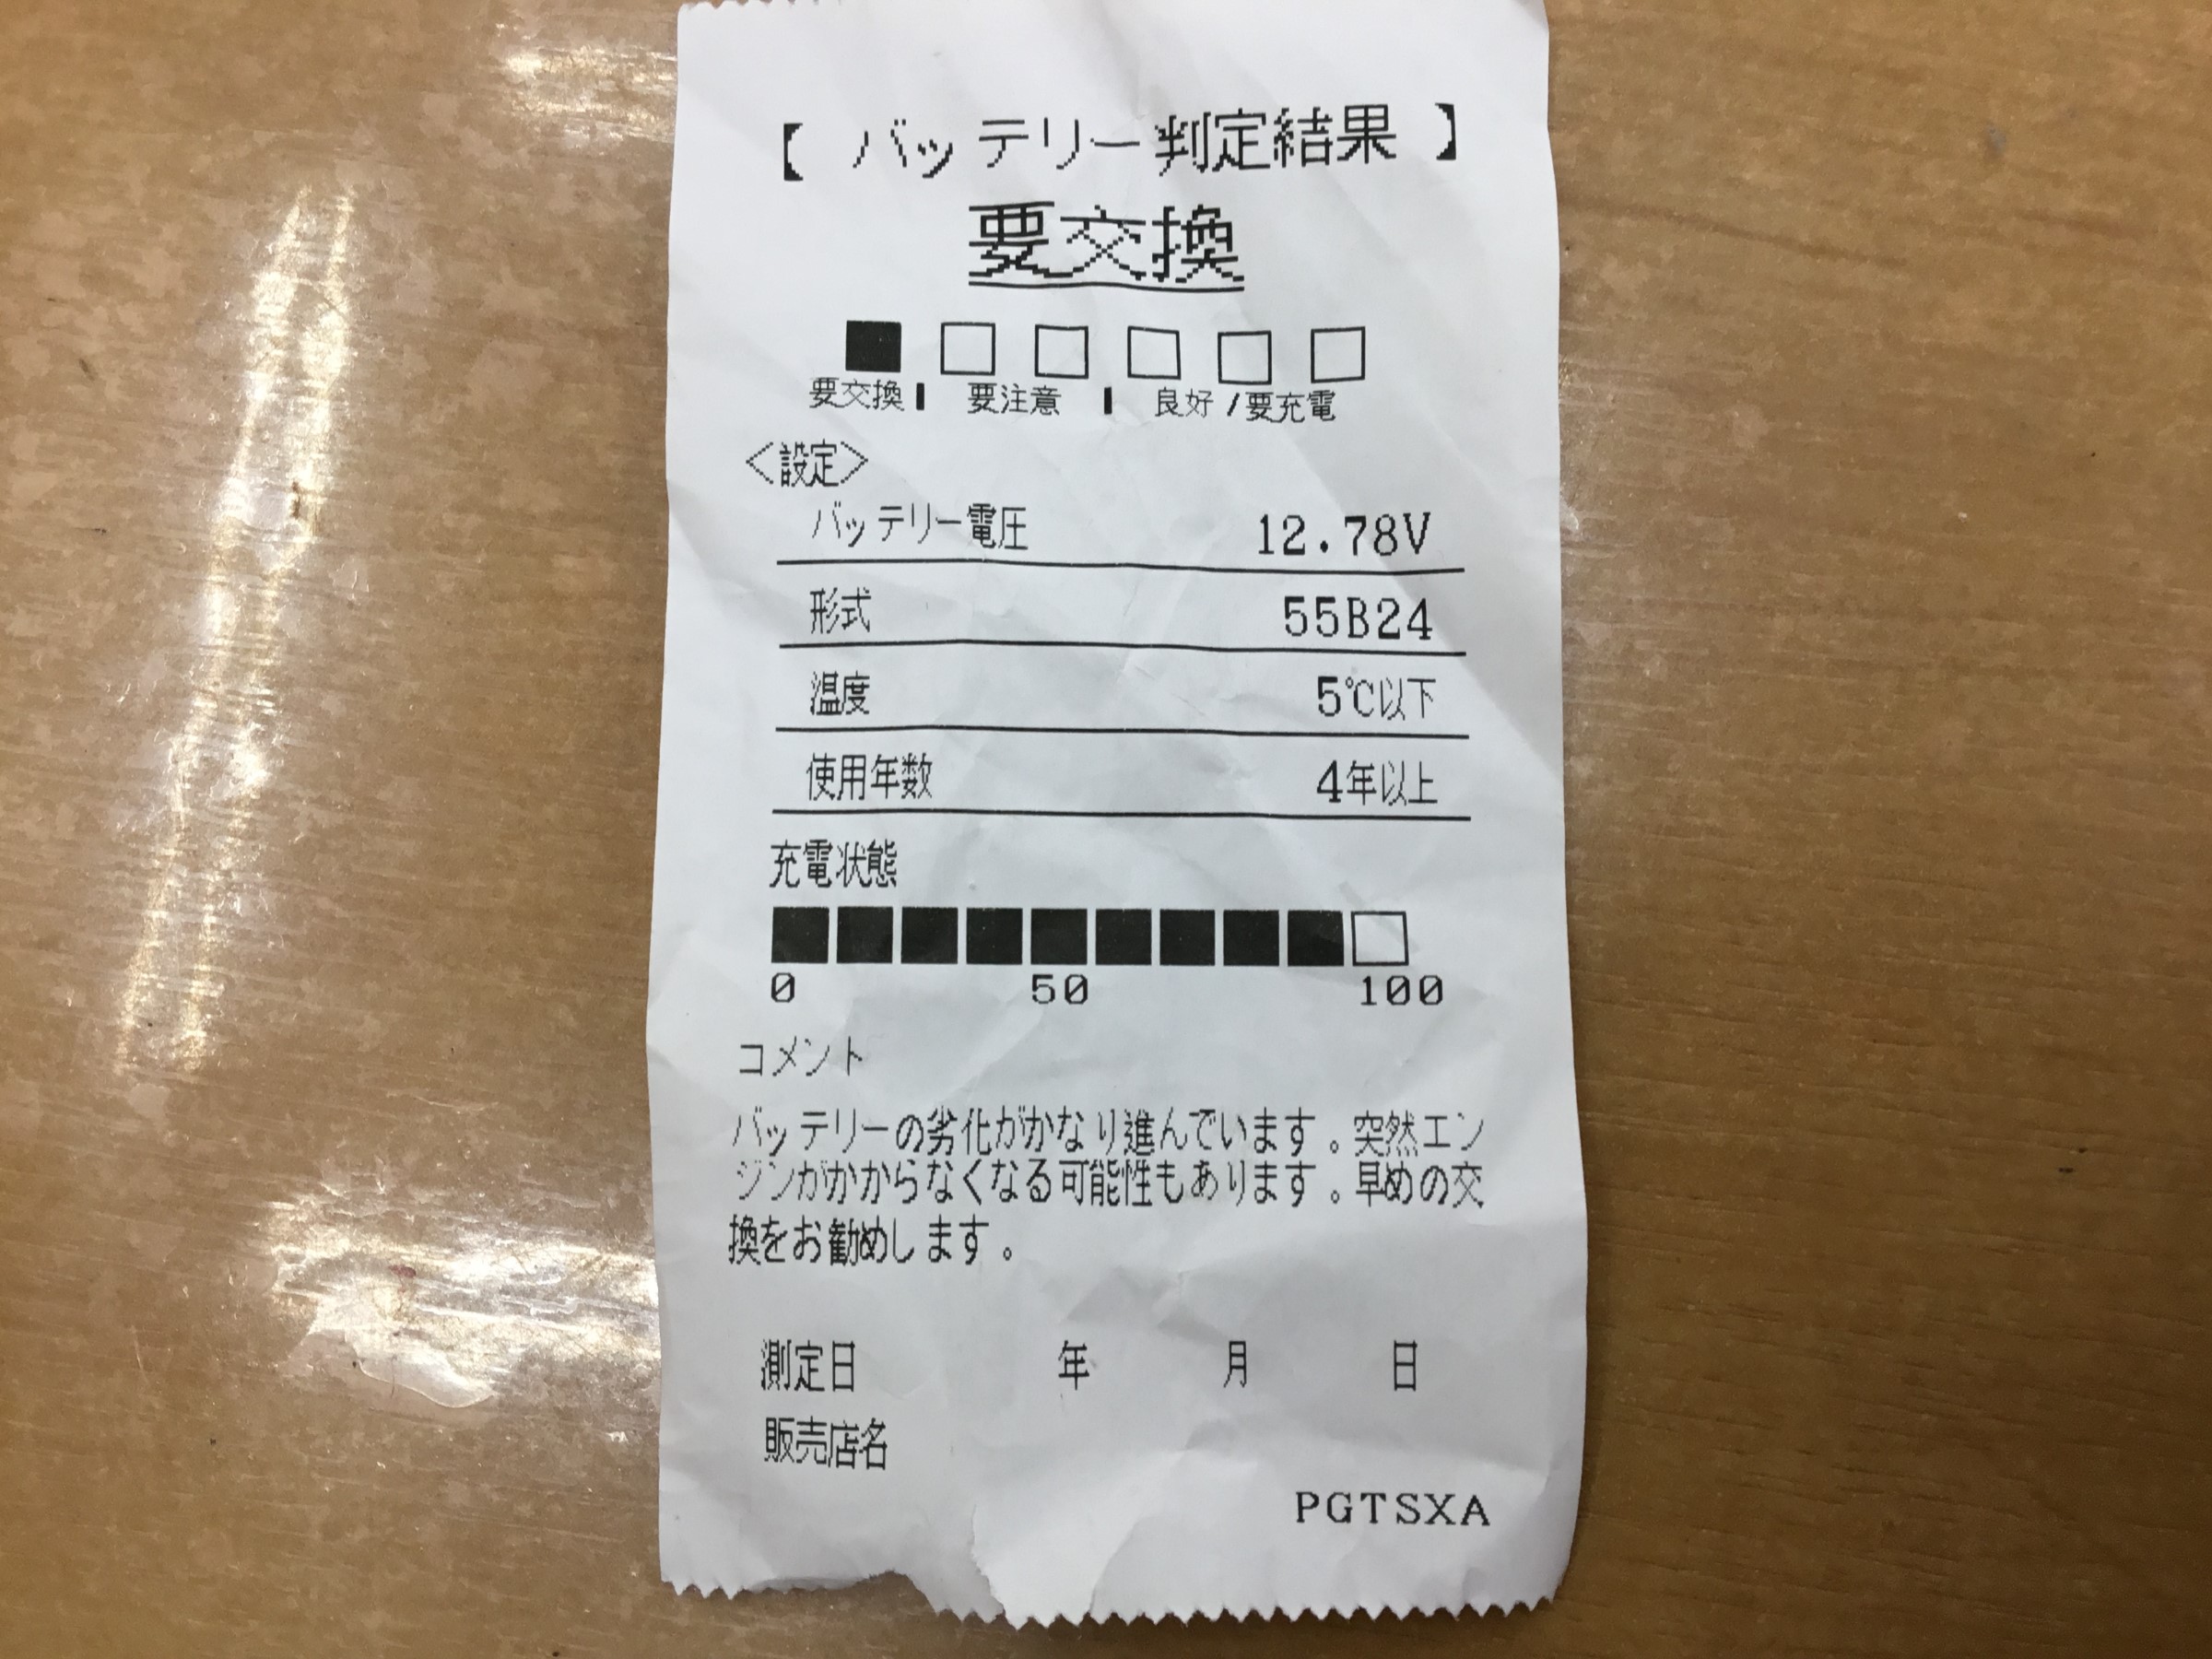 【 バッテリー判定結果 】
要交換
要交換 要注意 良好/要充電
<設定>
バッテリー電圧 12.78V
形式 55B24
温度 5℃以下
使用年数 4年以上
充電状態
0 50 100
コメント
バッテリーの劣化がかなり進んでいます。突然エン
ジンがかからなくなる可能性もあります。早めの交
換をお勧めします。
測定日 年 月 日
販売店名
PGTSXA